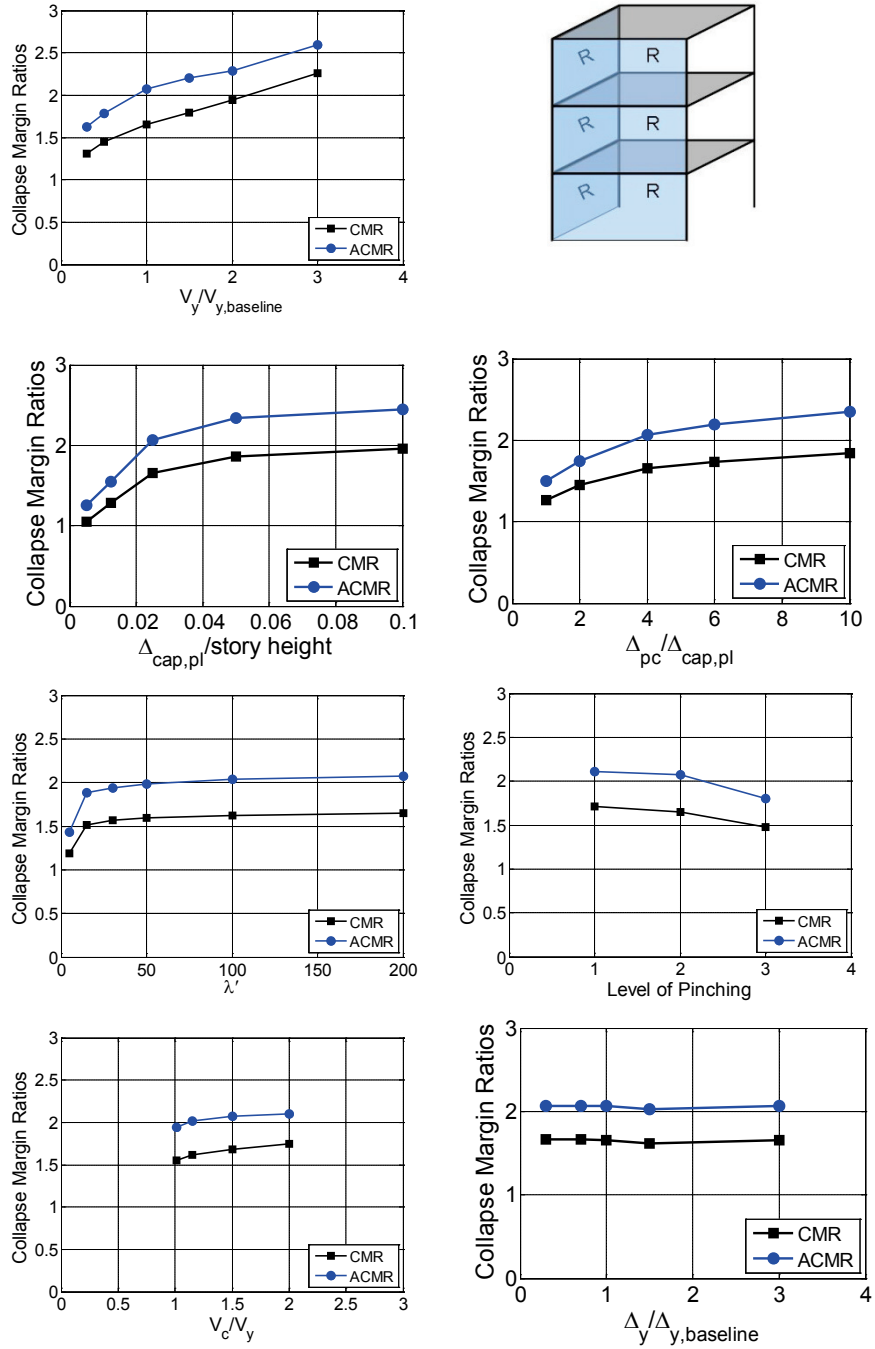 3
2.5
2
1.5
1
0.5
0
Collapse Margin Ratios
CMR
ACMR
0 1 2 3 4
V_y/V_y,baseline
R R
R R
R R
3
2
1
0
Collapse Margin Ratios
CMR
ACMR
0 0.02 0.04 0.06 0.08 0.1
Δ_cap,pl/story height
3
2
1
0
Collapse Margin Ratios
CMR
ACMR
0 2 4 6 8 10
Δ_pc/Δ_cap,pl
3
2.5
2
1.5
1
0.5
0
Collapse Margin Ratios
CMR
ACMR
0 50 100 150 200
λ′
3
2.5
2
1.5
1
0.5
0
Collapse Margin Ratios
CMR
ACMR
0 1 2 3 4
Level of Pinching
3
2.5
2
1.5
1
0.5
0
Collapse Margin Ratios
CMR
ACMR
0 0.5 1 1.5 2 2.5 3
V_c/V_y
3
2
1
0
Collapse Margin Ratios
CMR
ACMR
0 1 2 3 4
Δ_y/Δ_y,baseline